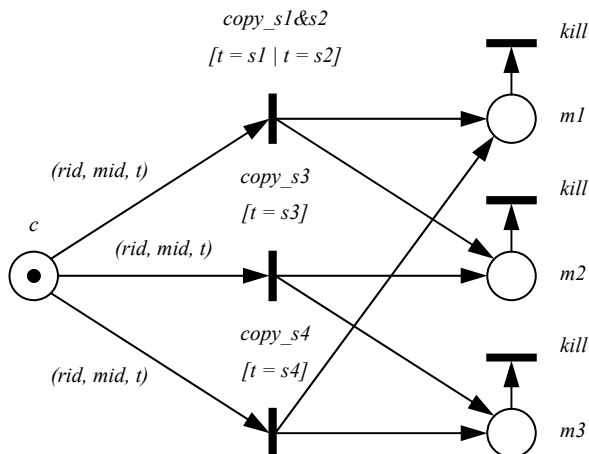 copy_s1&s2
kill
[t = s1 | t = s2]
m1
(rid, mid, t)
copy_s3
kill
[t = s3]
c
(rid, mid, t)
m2
copy_s4
kill
(rid, mid, t)
[t = s4]
m3